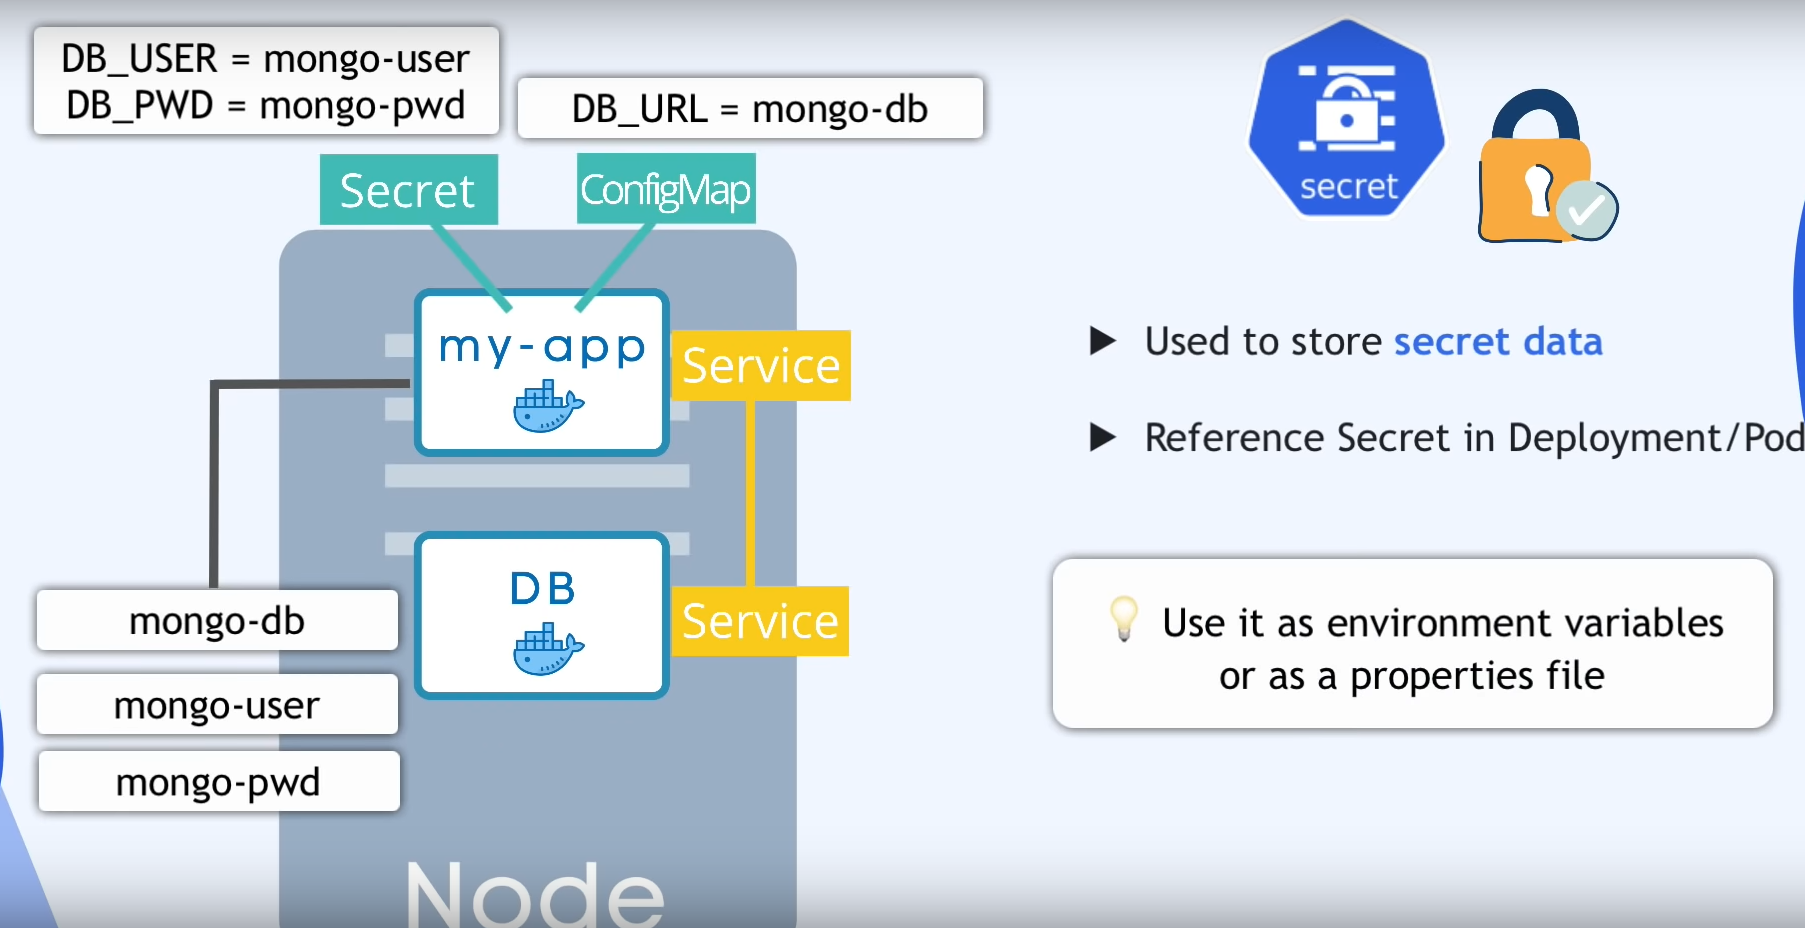 DB_USER = mongo-user
DB_PWD = mongo-pwd
DB_URL = mongo-db
Secret
ConfigMap
my-app
Service
DB
Service
mongo-db
mongo-user
mongo-pwd
Node
secret
Used to store secret data
Reference Secret in Deployment/Pod
Use it as environment variables
or as a properties file